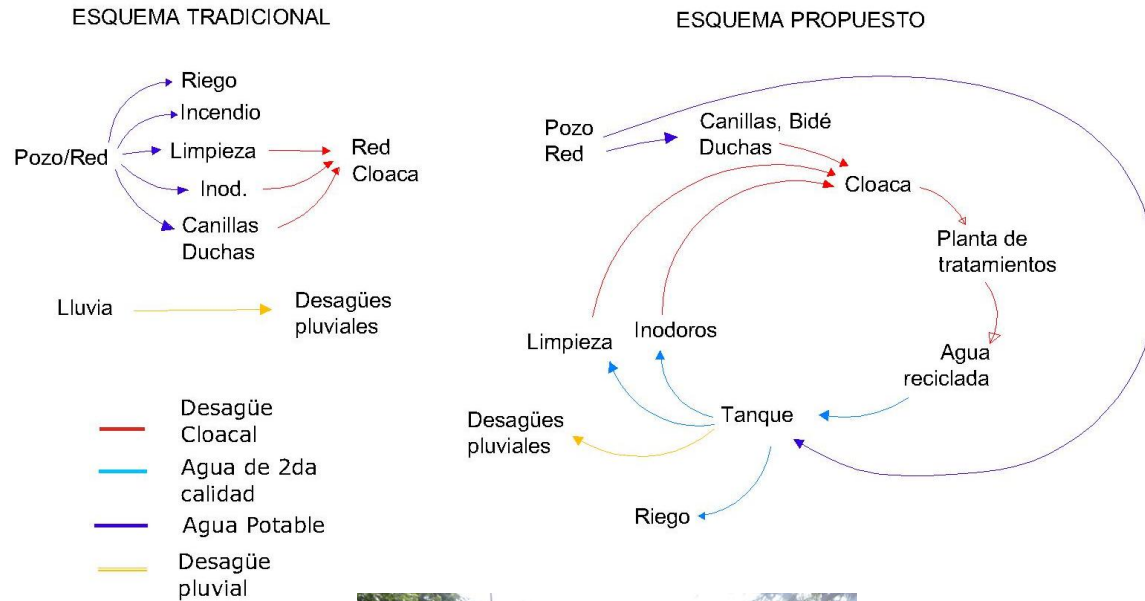 ESQUEMA TRADICIONAL
Riego
Incendio
Pozo/Red
Limpieza
Red
Cloaca
Inod.
Canillas
Duchas
Lluvia
Desagües
pluviales
Desagüe
Cloacal
Agua de 2da
calidad
Agua Potable
Desagüe
pluvial
ESQUEMA PROPUESTO
Pozo
Red
Canillas, Bidé
Duchas
Cloaca
Planta de
tratamientos
Limpieza
Inodoros
Agua
reciclada
Desagües
pluviales
Tanque
Riego